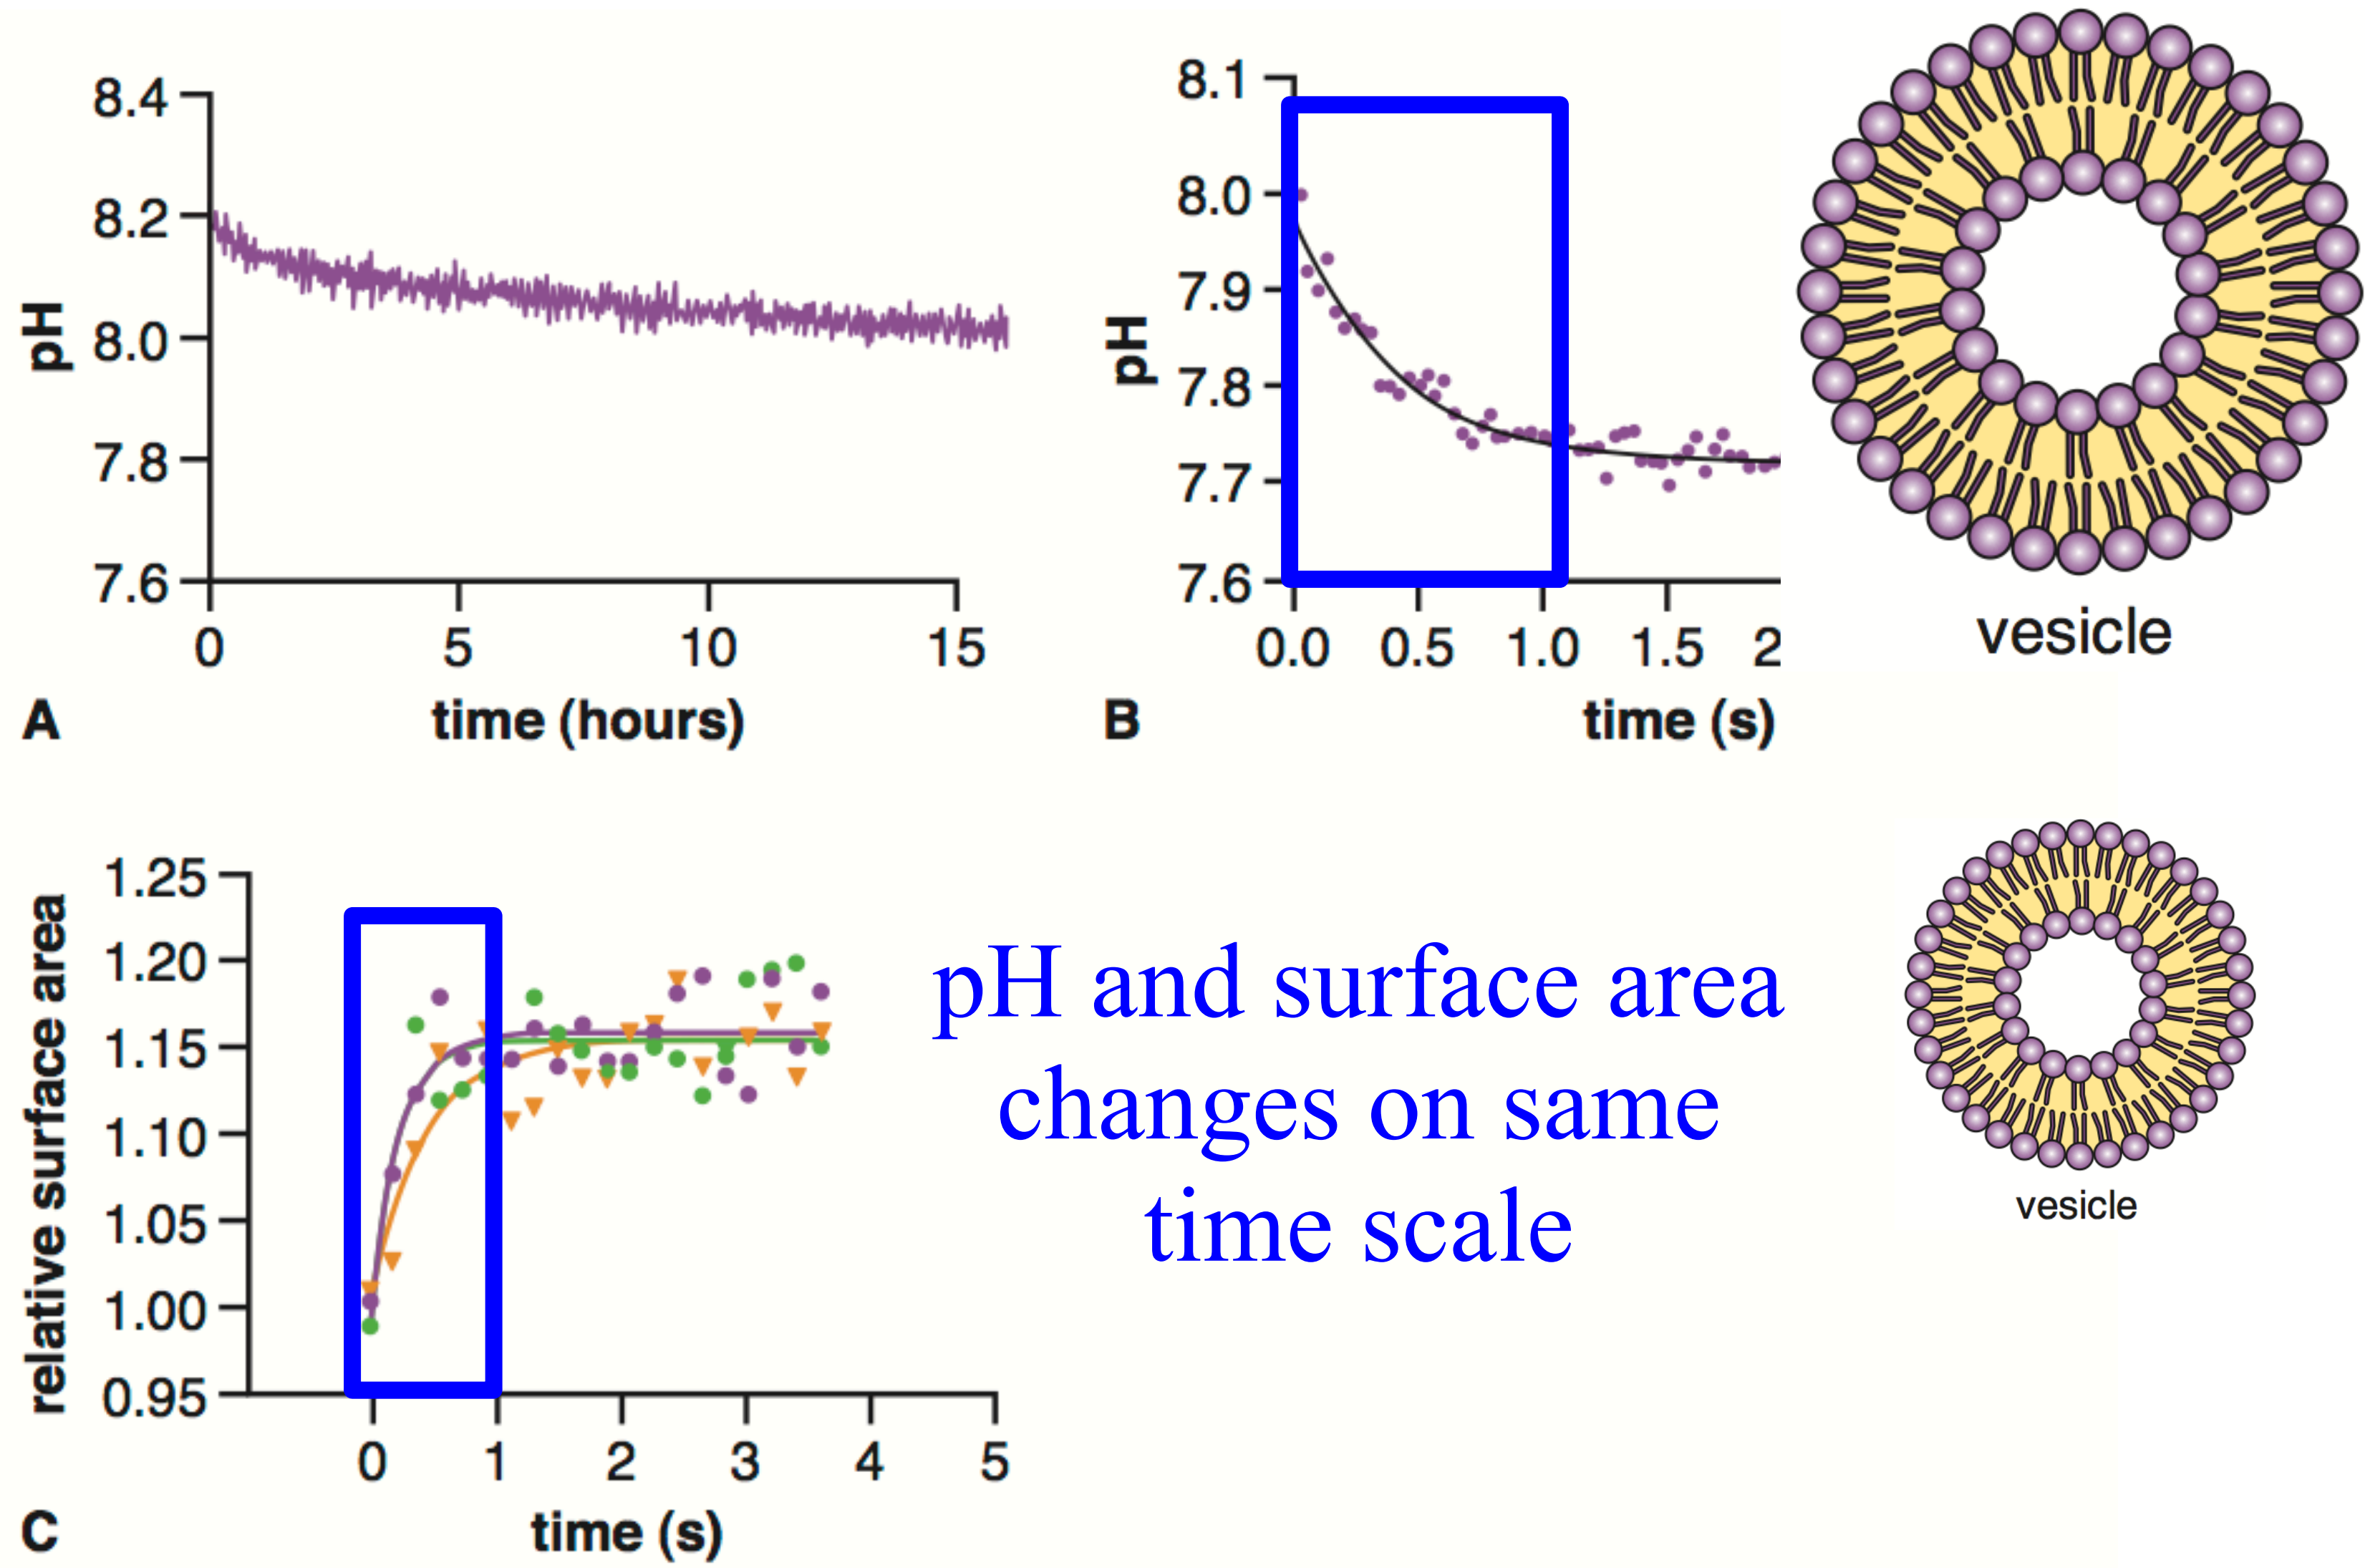 8.4
8.2
8.0
7.8
7.6
pH
0 5 10 15
A time (hours)
8.1
8.0
7.9
7.8
7.7
7.6
pH
0.0 0.5 1.0 1.5 2
B time (s)
vesicle
1.25
1.20
1.15
1.10
1.05
1.00
0.95
relative surface area
0 1 2 3 4 5
C time (s)
pH and surface area
changes on same
time scale
vesicle